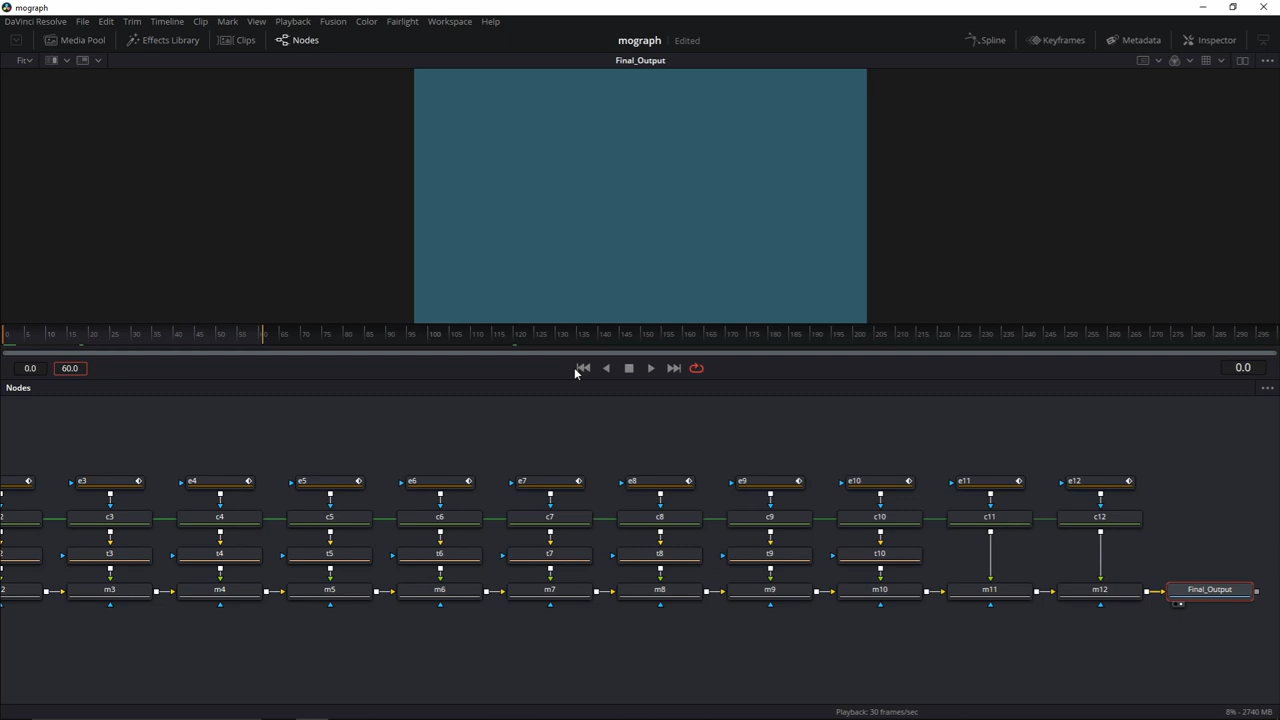 mograph
DaVinci Resolve File Edit Trim Timeline Clip Mark View Playback Fusion Color Fairlight Workspace Help
Media Pool Effects Library Clips Nodes mograph Edited Spline Keyframes Metadata Inspector
Fit Final_Output
0 5 10 15 20 25 30 35 40 45 50 55 60 65 70 75 80 85 90 95 100 105 110 115 120 125 130 135 140 145 150 155 160 165 170 175 180 185 190 195 200 205 210 215 220 225 230 235 240 245 250 255 260 265 270 275 280 285 290 295
0.0 60.0 0.0
Nodes
e3 e4 e5 e6 e7 e8 e9 e10 e11 e12
2 c3 c4 c5 c6 c7 c8 c9 c10 c11 c12
2 t3 t4 t5 t6 t7 t8 t9 t10
2 m3 m4 m5 m6 m7 m8 m9 m10 m11 m12 Final_Output
Playback: 30 frames/sec 8% - 2740 MB